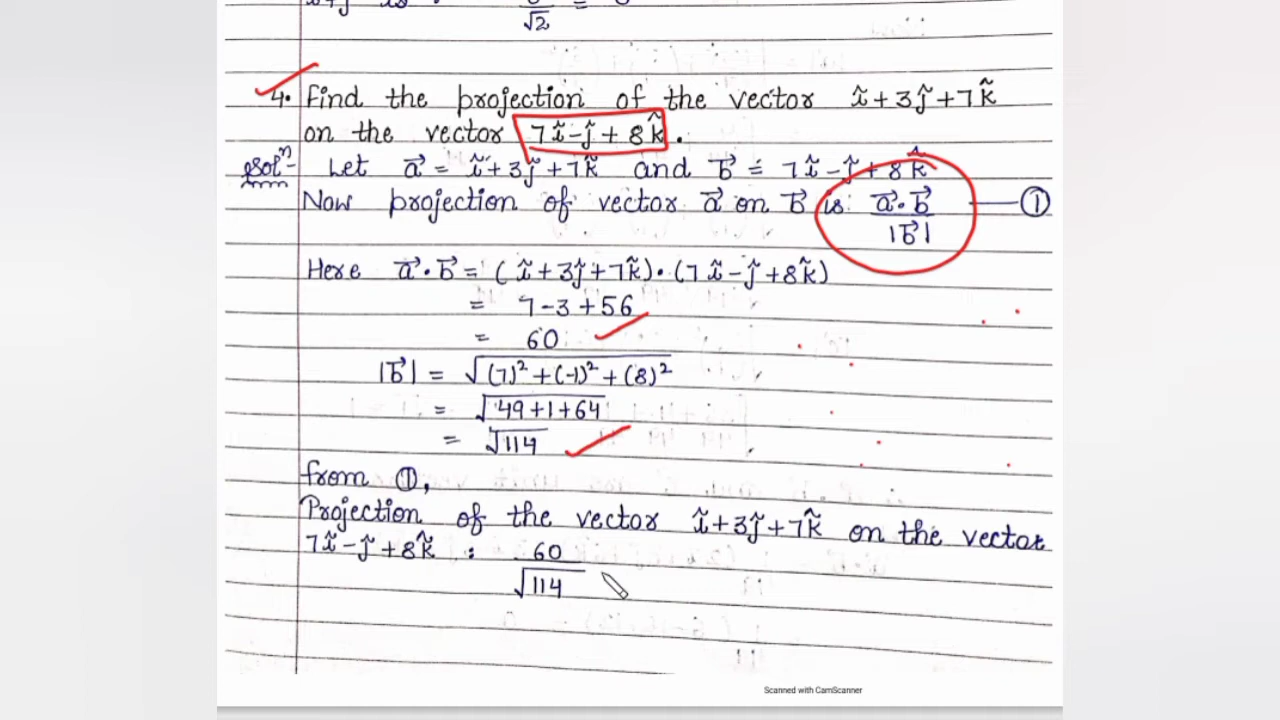 √2
4. Find the projection of the vector î+3ĵ+7k̂
on the vector 7î-ĵ+8k̂.
Solⁿ- Let a⃗ = î+3ĵ+7k̂ and b⃗ = 7î-ĵ+8k̂
Now projection of vector a⃗ on b⃗ is: a⃗·b⃗ / |b⃗| —①
Here a⃗·b⃗ = (î+3ĵ+7k̂)·(7î-ĵ+8k̂)
= 7-3+56
= 60
|b⃗| = √(7)²+(-1)²+(8)²
= √49+1+64
= √114
from ①,
Projection of the vector î+3ĵ+7k̂ on the vector
7î-ĵ+8k̂ : 60 / √114
Scanned with CamScanner